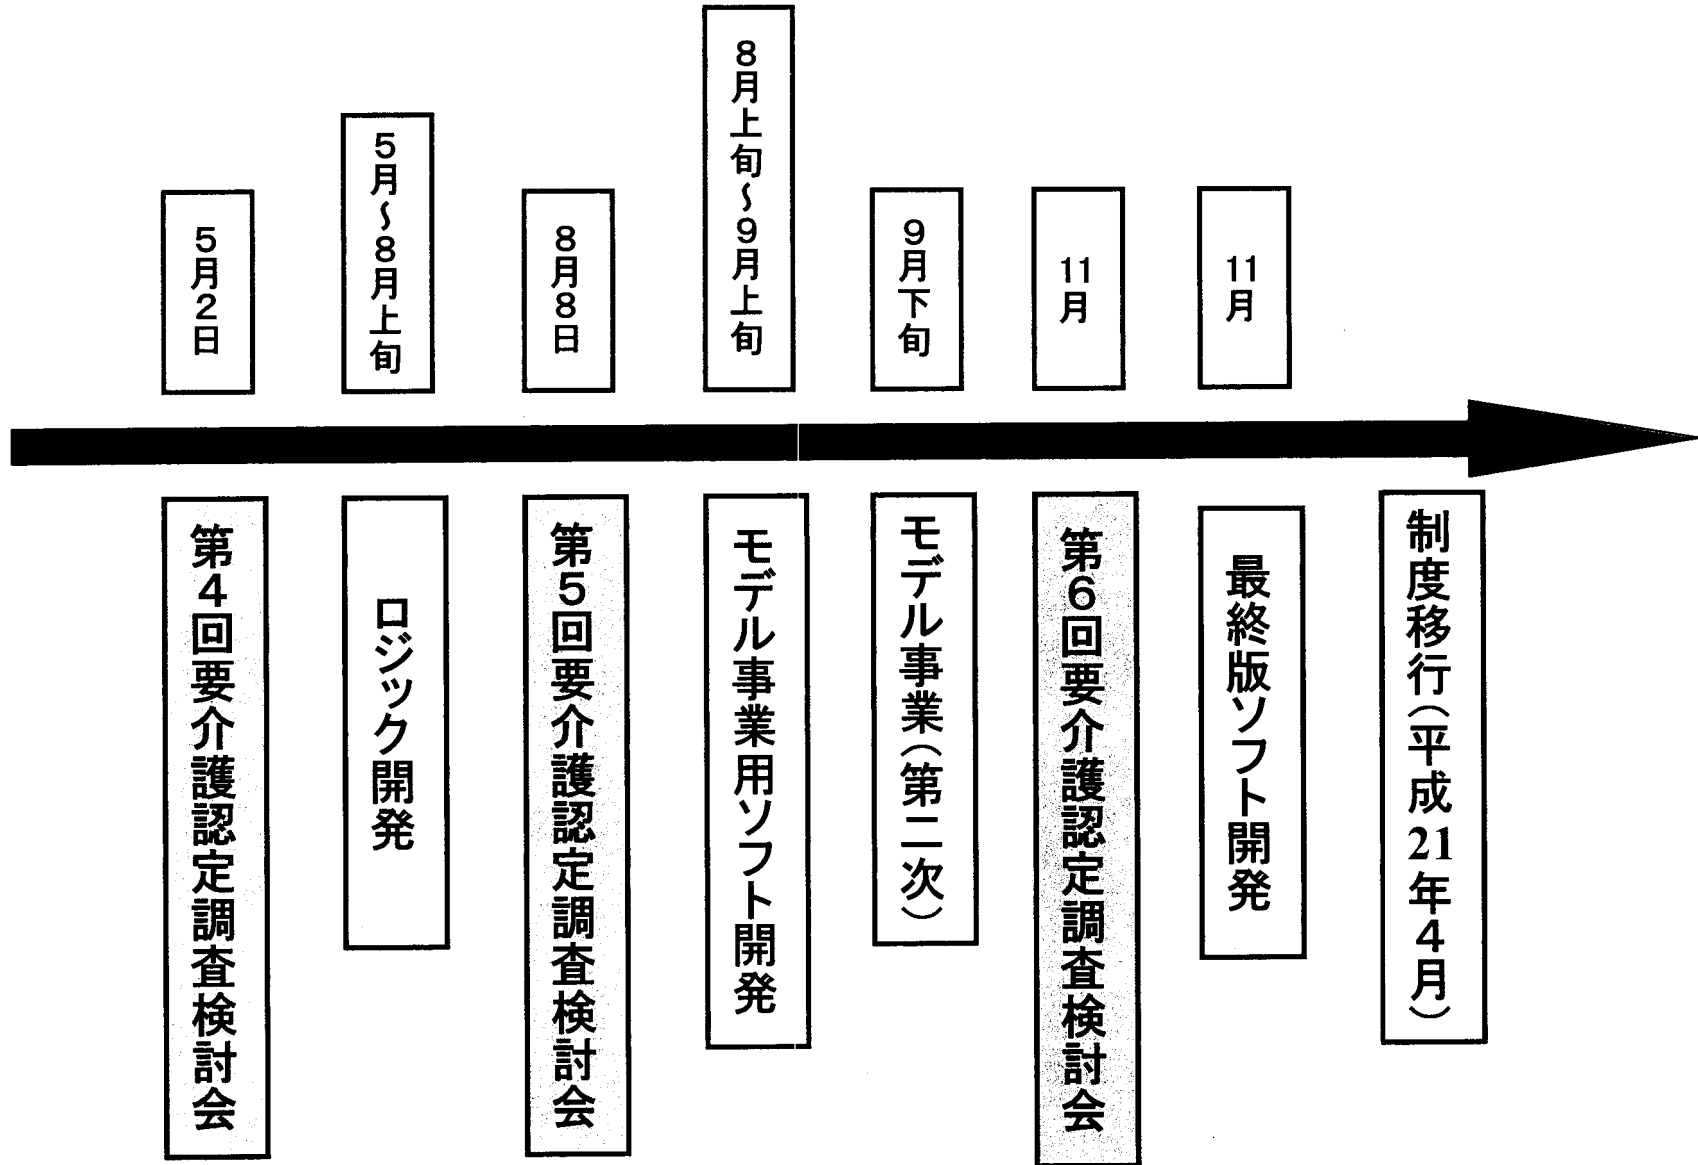 5月2日
5月～8月上旬
8月8日
8月上旬～9月上旬
9月下旬
11月
11月
第4回要介護認定調査検討会
ロジック開発
第5回要介護認定調査検討会
モデル事業用ソフト開発
モデル事業(第二次)
第6回要介護認定調査検討会
最終版ソフト開発
制度移行(平成21年4月)